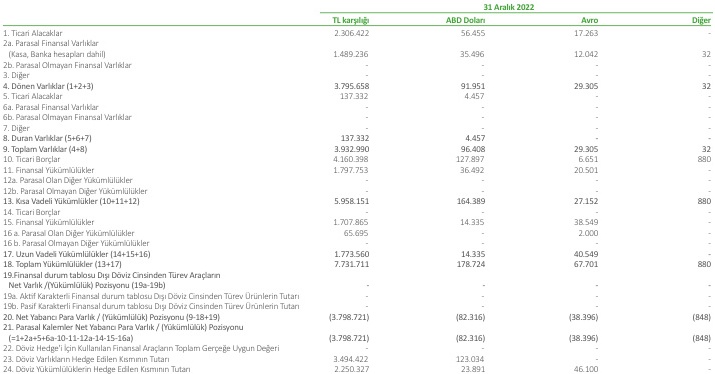 31 Aralık 2022
TL karşılığı ABD Doları Avro Diğer
1. Ticari Alacaklar 2.306.422 56.455 17.263 -
2a. Parasal Finansal Varlıklar
(Kasa, Banka hesapları dahil) 1.489.236 35.496 12.042 32
2b. Parasal Olmayan Finansal Varlıklar - - - -
3. Diğer - - - -
4. Dönen Varlıklar (1+2+3) 3.795.658 91.951 29.305 32
5. Ticari Alacaklar 137.332 4.457 - -
6a. Parasal Finansal Varlıklar - - - -
6b. Parasal Olmayan Finansal Varlıklar - - - -
7. Diğer - - - -
8. Duran Varlıklar (5+6+7) 137.332 4.457 - -
9. Toplam Varlıklar (4+8) 3.932.990 96.408 29.305 32
10. Ticari Borçlar 4.160.398 127.897 6.651 880
11. Finansal Yükümlülükler 1.797.753 36.492 20.501 -
12a. Parasal Olan Diğer Yükümlülükler - - - -
12b. Parasal Olmayan Diğer Yükümlülükler - - - -
13. Kısa Vadeli Yükümlülükler (10+11+12) 5.958.151 164.389 27.152 880
14. Ticari Borçlar - - - -
15. Finansal Yükümlülükler 1.707.865 14.335 38.549 -
16 a. Parasal Olan Diğer Yükümlülükler 65.695 - 2.000 -
16 b. Parasal Olmayan Diğer Yükümlülükler - - - -
17. Uzun Vadeli Yükümlülükler (14+15+16) 1.773.560 14.335 40.549 -
18. Toplam Yükümlülükler (13+17) 7.731.711 178.724 67.701 880
19.Finansal durum tablosu Dışı Döviz Cinsinden Türev Araçların
Net Varlık /(Yükümlülük) Pozisyonu (19a-19b) - - - -
19a. Aktif Karakterli Finansal durum tablosu Dışı Döviz Cinsinden Türev Ürünlerin Tutarı - - - -
19b. Pasif Karakterli Finansal durum tablosu Dışı Döviz Cinsinden Türev Ürünlerin Tutarı - - - -
20. Net Yabancı Para Varlık / (Yükümlülük) Pozisyonu (9-18+19) (3.798.721) (82.316) (38.396) (848)
21. Parasal Kalemler Net Yabancı Para Varlık / (Yükümlülük) Pozisyonu
(=1+2a+5+6a-10-11-12a-14-15-16a) (3.798.721) (82.316) (38.396) (848)
22. Döviz Hedge'i İçin Kullanılan Finansal Araçların Toplam Gerçeğe Uygun Değeri - - - -
23. Döviz Varlıkların Hedge Edilen Kısmının Tutarı 3.494.422 123.034 - -
24. Döviz Yükümlülüklerin Hedge Edilen Kısmının Tutarı 2.250.327 23.891 46.100 -